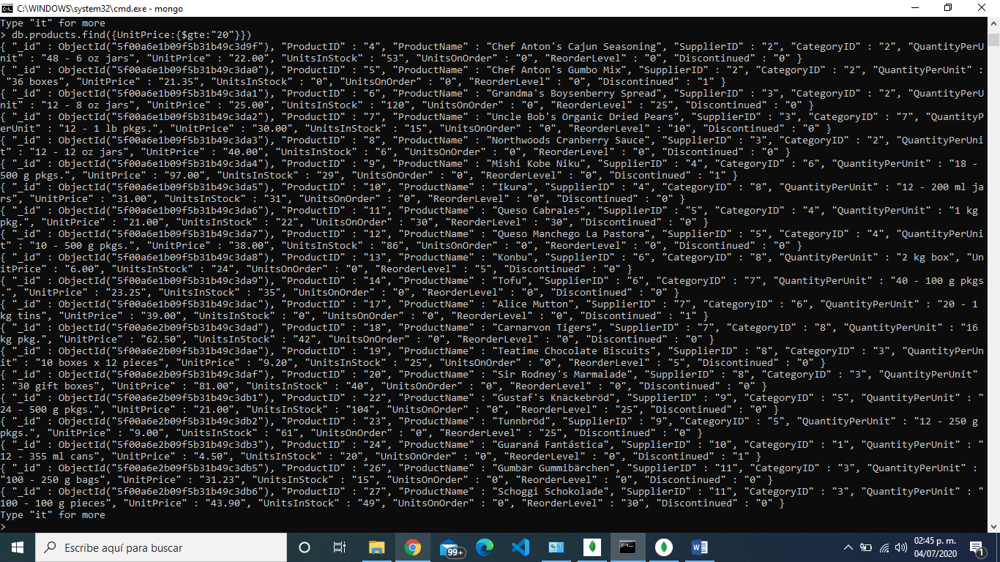 C:\WINDOWS\system32\cmd.exe - mongo
Type "it" for more
> db.products.find({UnitPrice:{$gte:"20"}})
{ "_id" : ObjectId("5f00a6e1b09f5b31b49c3d9f"), "ProductID" : "4", "ProductName" : "Chef Anton's Cajun Seasoning", "SupplierID" : "2", "CategoryID" : "2", "QuantityPerU
nit" : "48 - 6 oz jars", "UnitPrice" : "22.00", "UnitsInStock" : "53", "UnitsOnOrder" : "0", "ReorderLevel" : "0", "Discontinued" : "0" }
{ "_id" : ObjectId("5f00a6e1b09f5b31b49c3da0"), "ProductID" : "5", "ProductName" : "Chef Anton's Gumbo Mix", "SupplierID" : "2", "CategoryID" : "2", "QuantityPerUnit" :
"36 boxes", "UnitPrice" : "21.35", "UnitsInStock" : "0", "UnitsOnOrder" : "0", "ReorderLevel" : "0", "Discontinued" : "1" }
{ "_id" : ObjectId("5f00a6e1b09f5b31b49c3da1"), "ProductID" : "6", "ProductName" : "Grandma's Boysenberry Spread", "SupplierID" : "3", "CategoryID" : "2", "QuantityPerU
nit" : "12 - 8 oz jars", "UnitPrice" : "25.00", "UnitsInStock" : "120", "UnitsOnOrder" : "0", "ReorderLevel" : "25", "Discontinued" : "0" }
{ "_id" : ObjectId("5f00a6e1b09f5b31b49c3da2"), "ProductID" : "7", "ProductName" : "Uncle Bob's Organic Dried Pears", "SupplierID" : "3", "CategoryID" : "7", "QuantityP
erUnit" : "12 - 1 lb pkgs.", "UnitPrice" : "30.00", "UnitsInStock" : "15", "UnitsOnOrder" : "0", "ReorderLevel" : "10", "Discontinued" : "0" }
{ "_id" : ObjectId("5f00a6e1b09f5b31b49c3da3"), "ProductID" : "8", "ProductName" : "Northwoods Cranberry Sauce", "SupplierID" : "3", "CategoryID" : "2", "QuantityPerUni
t" : "12 - 12 oz jars", "UnitPrice" : "40.00", "UnitsInStock" : "6", "UnitsOnOrder" : "0", "ReorderLevel" : "0", "Discontinued" : "0" }
{ "_id" : ObjectId("5f00a6e1b09f5b31b49c3da4"), "ProductID" : "9", "ProductName" : "Mishi Kobe Niku", "SupplierID" : "4", "CategoryID" : "6", "QuantityPerUnit" : "18 -
500 g pkgs.", "UnitPrice" : "97.00", "UnitsInStock" : "29", "UnitsOnOrder" : "0", "ReorderLevel" : "0", "Discontinued" : "1" }
{ "_id" : ObjectId("5f00a6e1b09f5b31b49c3da5"), "ProductID" : "10", "ProductName" : "Ikura", "SupplierID" : "4", "CategoryID" : "8", "QuantityPerUnit" : "12 - 200 ml ja
rs", "UnitPrice" : "31.00", "UnitsInStock" : "31", "UnitsOnOrder" : "0", "ReorderLevel" : "0", "Discontinued" : "0" }
{ "_id" : ObjectId("5f00a6e1b09f5b31b49c3da6"), "ProductID" : "11", "ProductName" : "Queso Cabrales", "SupplierID" : "5", "CategoryID" : "4", "QuantityPerUnit" : "1 kg
pkg.", "UnitPrice" : "21.00", "UnitsInStock" : "22", "UnitsOnOrder" : "30", "ReorderLevel" : "30", "Discontinued" : "0" }
{ "_id" : ObjectId("5f00a6e1b09f5b31b49c3da7"), "ProductID" : "12", "ProductName" : "Queso Manchego La Pastora", "SupplierID" : "5", "CategoryID" : "4", "QuantityPerUni
t" : "10 - 500 g pkgs.", "UnitPrice" : "38.00", "UnitsInStock" : "86", "UnitsOnOrder" : "0", "ReorderLevel" : "0", "Discontinued" : "0" }
{ "_id" : ObjectId("5f00a6e1b09f5b31b49c3da8"), "ProductID" : "13", "ProductName" : "Konbu", "SupplierID" : "6", "CategoryID" : "8", "QuantityPerUnit" : "2 kg box", "Un
itPrice" : "6.00", "UnitsInStock" : "24", "UnitsOnOrder" : "0", "ReorderLevel" : "5", "Discontinued" : "0" }
{ "_id" : ObjectId("5f00a6e1b09f5b31b49c3da9"), "ProductID" : "14", "ProductName" : "Tofu", "SupplierID" : "6", "CategoryID" : "7", "QuantityPerUnit" : "40 - 100 g pkgs
.", "UnitPrice" : "23.25", "UnitsInStock" : "35", "UnitsOnOrder" : "0", "ReorderLevel" : "0", "Discontinued" : "0" }
{ "_id" : ObjectId("5f00a6e1b09f5b31b49c3dac"), "ProductID" : "17", "ProductName" : "Alice Mutton", "SupplierID" : "7", "CategoryID" : "6", "QuantityPerUnit" : "20 - 1
kg tins", "UnitPrice" : "39.00", "UnitsInStock" : "0", "UnitsOnOrder" : "0", "ReorderLevel" : "0", "Discontinued" : "1" }
{ "_id" : ObjectId("5f00a6e1b09f5b31b49c3dad"), "ProductID" : "18", "ProductName" : "Carnarvon Tigers", "SupplierID" : "7", "CategoryID" : "8", "QuantityPerUnit" : "16
kg pkg.", "UnitPrice" : "62.50", "UnitsInStock" : "42", "UnitsOnOrder" : "0", "ReorderLevel" : "0", "Discontinued" : "0" }
{ "_id" : ObjectId("5f00a6e2b09f5b31b49c3dae"), "ProductID" : "19", "ProductName" : "Teatime Chocolate Biscuits", "SupplierID" : "8", "CategoryID" : "3", "QuantityPerUn
it" : "10 boxes x 12 pieces", "UnitPrice" : "9.20", "UnitsInStock" : "25", "UnitsOnOrder" : "0", "ReorderLevel" : "5", "Discontinued" : "0" }
{ "_id" : ObjectId("5f00a6e2b09f5b31b49c3daf"), "ProductID" : "20", "ProductName" : "Sir Rodney's Marmalade", "SupplierID" : "8", "CategoryID" : "3", "QuantityPerUnit"
: "30 gift boxes", "UnitPrice" : "81.00", "UnitsInStock" : "40", "UnitsOnOrder" : "0", "ReorderLevel" : "0", "Discontinued" : "0" }
{ "_id" : ObjectId("5f00a6e2b09f5b31b49c3db1"), "ProductID" : "22", "ProductName" : "Gustaf's Knäckebröd", "SupplierID" : "9", "CategoryID" : "5", "QuantityPerUnit" : "
24 - 500 g pkgs.", "UnitPrice" : "21.00", "UnitsInStock" : "104", "UnitsOnOrder" : "0", "ReorderLevel" : "25", "Discontinued" : "0" }
{ "_id" : ObjectId("5f00a6e2b09f5b31b49c3db2"), "ProductID" : "23", "ProductName" : "Tunnbröd", "SupplierID" : "9", "CategoryID" : "5", "QuantityPerUnit" : "12 - 250 g
pkgs.", "UnitPrice" : "9.00", "UnitsInStock" : "61", "UnitsOnOrder" : "0", "ReorderLevel" : "25", "Discontinued" : "0" }
{ "_id" : ObjectId("5f00a6e2b09f5b31b49c3db3"), "ProductID" : "24", "ProductName" : "Guaraná Fantástica", "SupplierID" : "10", "CategoryID" : "1", "QuantityPerUnit" : "
12 - 355 ml cans", "UnitPrice" : "4.50", "UnitsInStock" : "20", "UnitsOnOrder" : "0", "ReorderLevel" : "0", "Discontinued" : "1" }
{ "_id" : ObjectId("5f00a6e2b09f5b31b49c3db5"), "ProductID" : "26", "ProductName" : "Gumbär Gummibärchen", "SupplierID" : "11", "CategoryID" : "3", "QuantityPerUnit" :
"100 - 250 g bags", "UnitPrice" : "31.23", "UnitsInStock" : "15", "UnitsOnOrder" : "0", "ReorderLevel" : "0", "Discontinued" : "0" }
{ "_id" : ObjectId("5f00a6e2b09f5b31b49c3db6"), "ProductID" : "27", "ProductName" : "Schoggi Schokolade", "SupplierID" : "11", "CategoryID" : "3", "QuantityPerUnit" : "
100 - 100 g pieces", "UnitPrice" : "43.90", "UnitsInStock" : "49", "UnitsOnOrder" : "0", "ReorderLevel" : "30", "Discontinued" : "0" }
Type "it" for more
>
Escribe aquí para buscar
99+
02:45 p. m.
04/07/2020
1